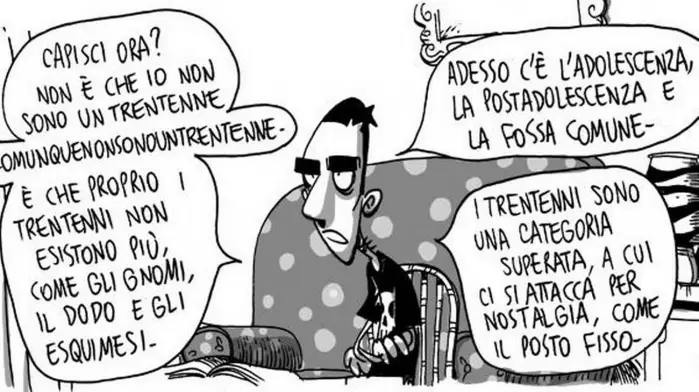 CAPISCI ORA?
NON È CHE IO NON
SONO UN TRENTENNE
OMUNQUENONSONOUNTRENTENNE-
È CHE PROPRIO I
TRENTENNI NON
ESISTONO PIÙ,
COME GLI GNOMI,
IL DODO E GLI
ESQUIMESI-
ADESSO C'È L'ADOLESCENZA,
LA POSTADOLESCENZA E
LA FOSSA COMUNE-
I TRENTENNI SONO
UNA CATEGORIA
SUPERATA, A CUI
CI SI ATTACCA PER
NOSTALGIA, COME
IL POSTO FISSO-